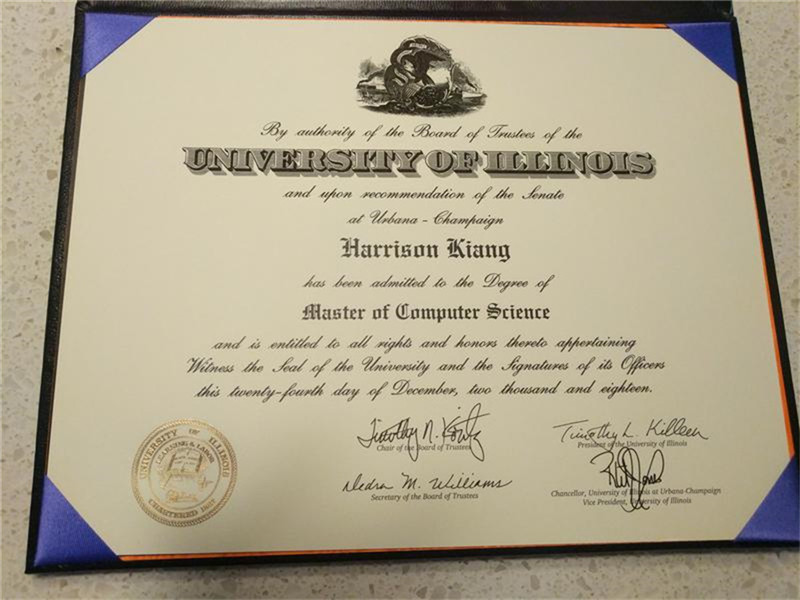 By authority of the Board of Trustees of the
UNIVERSITY OF ILLINOIS
and upon recommendation of the Senate
at Urbana - Champaign
Harrison Kiang
has been admitted to the Degree of
Master of Computer Science
and is entitled to all rights and honors thereto appertaining
Witness the Seal of the University and the Signatures of its Officers
this twenty-fourth day of December, two thousand and eighteen.
Timothy N. Koritz
Chair of the Board of Trustees
Timothy L. Killeen
President of the University of Illinois
Dedra M. Williams
Secretary of the Board of Trustees
Chancellor, University of Illinois at Urbana Champaign
Vice President, University of Illinois
UNIVERSITY OF ILLINOIS
LEARNING & LABOR
CHARTERED 1867